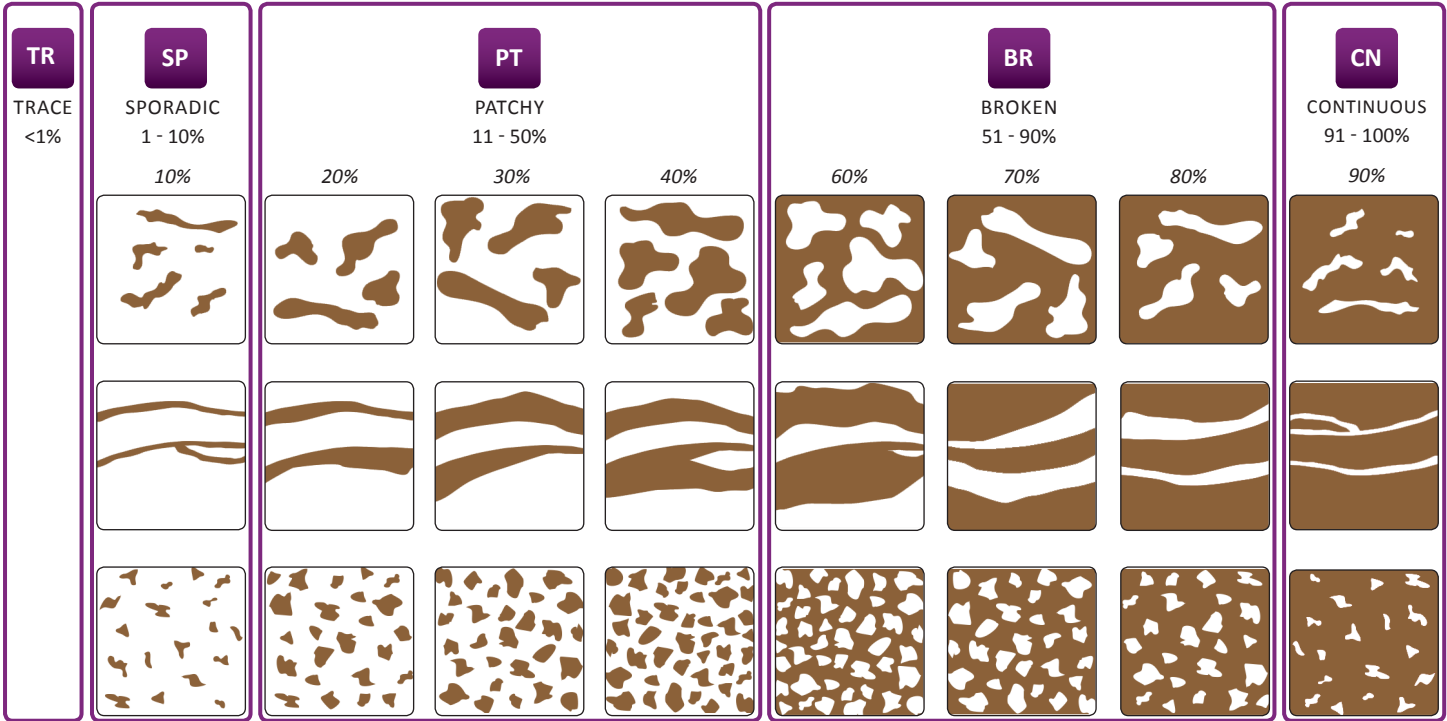 TR
TRACE
<1%
SP
SPORADIC
1 - 10%
10%
PT
PATCHY
11 - 50%
20%
30%
40%
BR
BROKEN
51 - 90%
60%
70%
80%
CN
CONTINUOUS
91 - 100%
90%